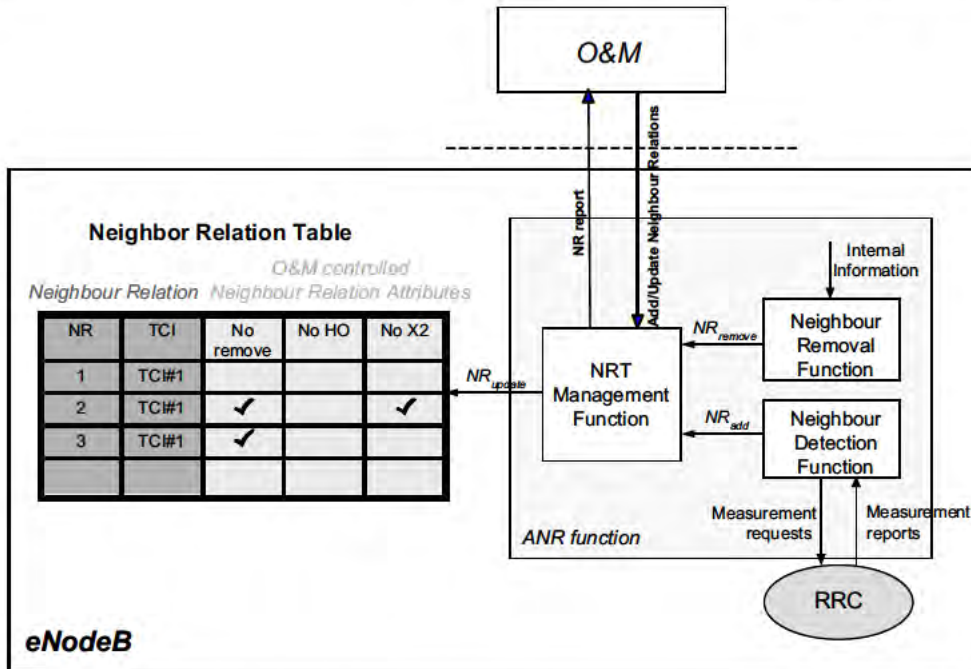 O&M
NR report
Add/Update Neighbour Relations
Neighbor Relation Table
O&M controlled
Neighbour Relation Neighbour Relation Attributes
NR TCI No remove No HO No X2
1 TCI#1
2 TCI#1 ✓ ✓
3 TCI#1 ✓
NRupdate
NRT
Management
Function
Internal
Information
NRremove
Neighbour
Removal
Function
NRadd
Neighbour
Detection
Function
Measurement
requests
Measurement
reports
ANR function
RRC
eNodeB